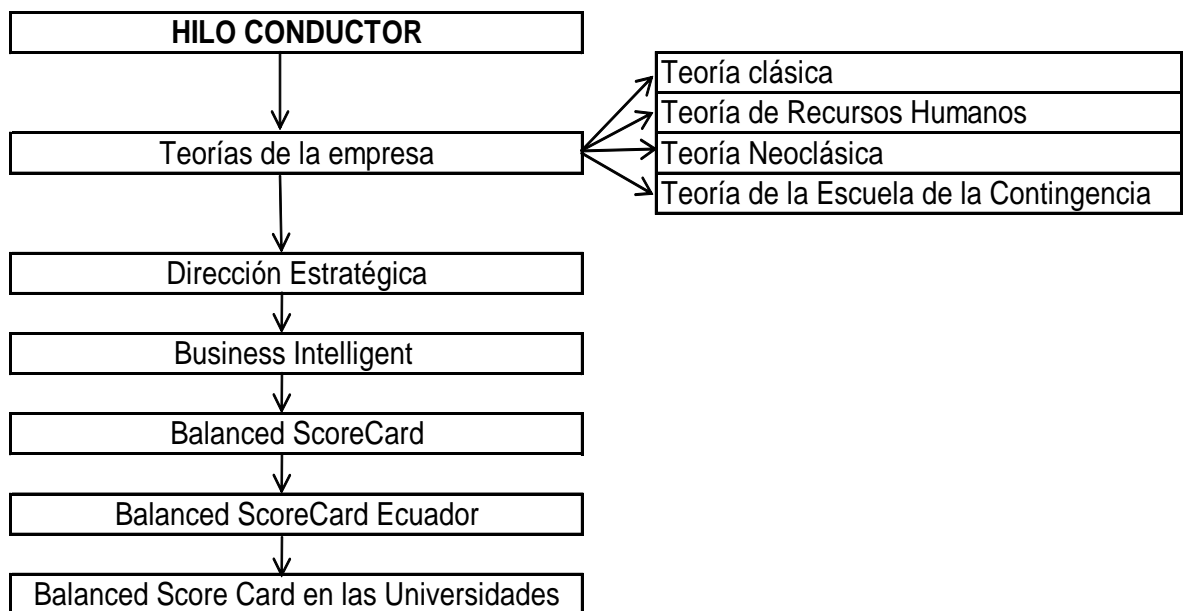 HILO CONDUCTOR
Teorías de la empresa
Teoría clásica
Teoría de Recursos Humanos
Teoría Neoclásica
Teoría de la Escuela de la Contingencia
Dirección Estratégica
Business Intelligent
Balanced ScoreCard
Balanced ScoreCard Ecuador
Balanced Score Card en las Universidades